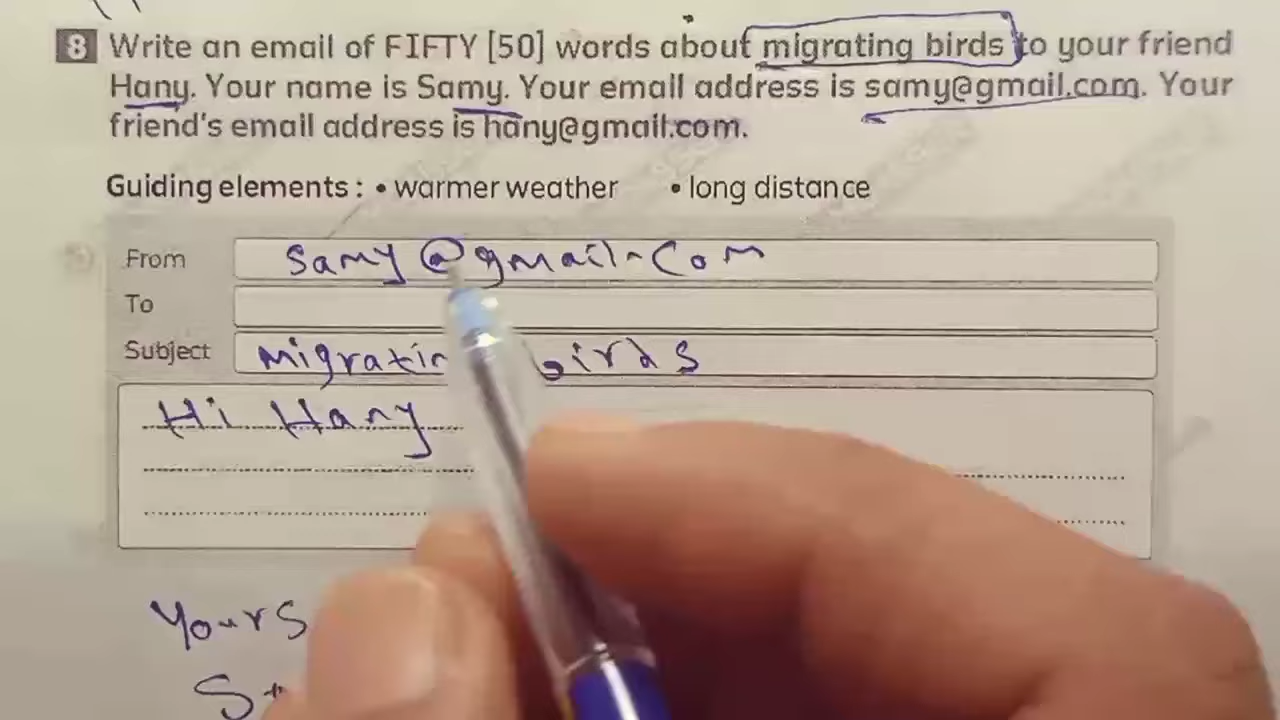 8 Write an email of FIFTY [50] words about migrating birds to your friend
Hany. Your name is Samy. Your email address is samy@gmail.com. Your
friend's email address is hany@gmail.com.
Guiding elements : • warmer weather • long distance
From samy@gmail.com
To
Subject migratin birds
Hi Hany
Yours